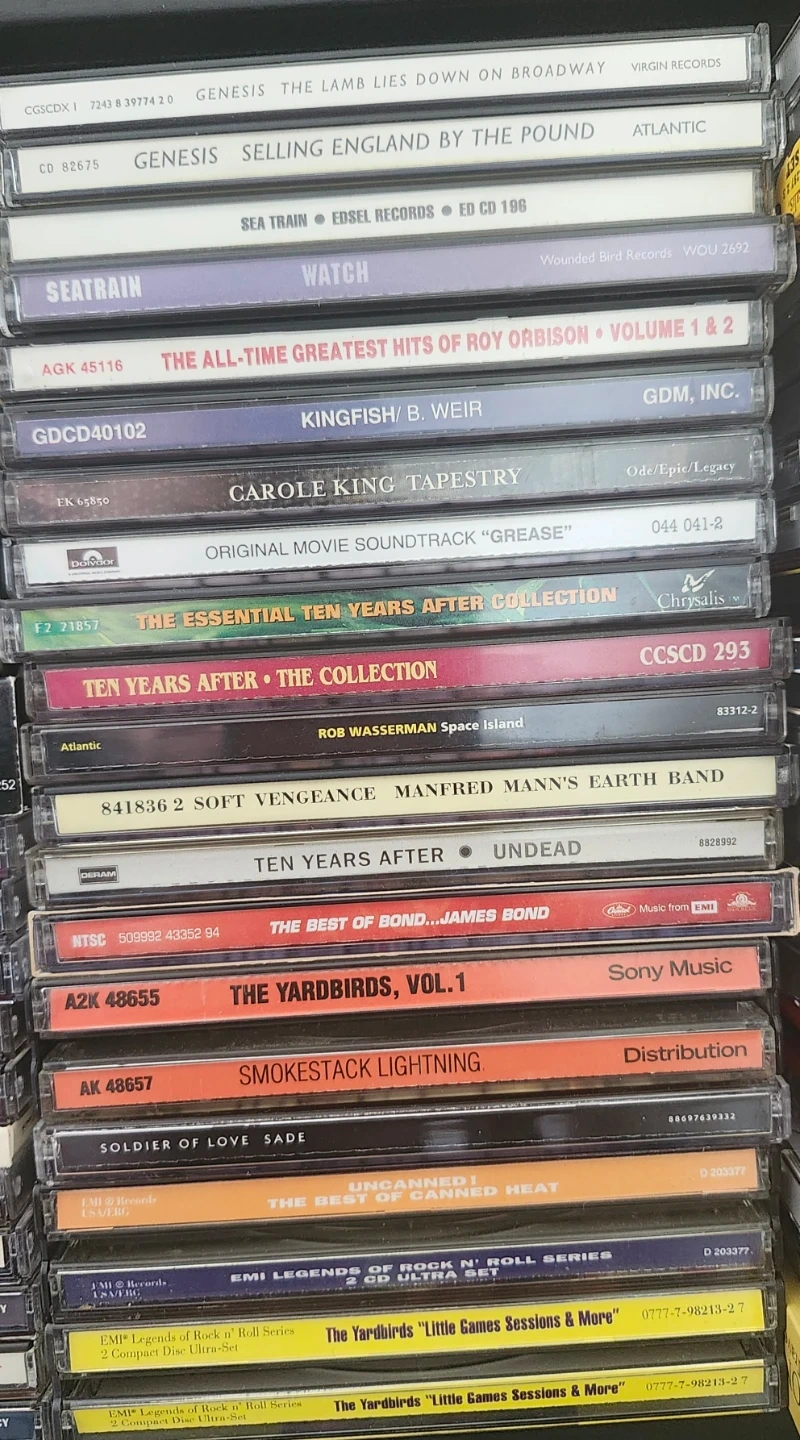 CGSCDX 1 7243 8 39774 2 0 GENESIS THE LAMB LIES DOWN ON BROADWAY VIRGIN RECORDS
CD 82675 GENESIS SELLING ENGLAND BY THE POUND ATLANTIC
SEA TRAIN ● EDSEL RECORDS ● ED CD 196
SEATRAIN WATCH Wounded Bird Records WOU 2692
AGK 45116 THE ALL-TIME GREATEST HITS OF ROY ORBISON • VOLUME 1 & 2
GDCD40102 KINGFISH/ B. WEIR GDM, INC.
EK 65850 CAROLE KING TAPESTRY Ode/Epic/Legacy
Polydor ORIGINAL MOVIE SOUNDTRACK "GREASE" 044 041-2
F2 21857 THE ESSENTIAL TEN YEARS AFTER COLLECTION Chrysalis
TEN YEARS AFTER • THE COLLECTION CCSCD 293
Atlantic ROB WASSERMAN Space Island 83312-2
841836 2 SOFT VENGEANCE MANFRED MANN'S EARTH BAND
DERAM TEN YEARS AFTER ● UNDEAD 8828992
NTSC 509992 43352 94 THE BEST OF BOND...JAMES BOND Capitol Music from EMI
A2K 48655 THE YARDBIRDS, VOL.1 Sony Music
AK 48657 SMOKESTACK LIGHTNING Distribution
SOLDIER OF LOVE SADE 88697639332
EMI ® Records
USA/ERG
UNCANNED!
THE BEST OF CANNED HEAT
D 203377
EMI ® Records
USA/ERG
EMI LEGENDS OF ROCK N' ROLL SERIES
2 CD ULTRA SET
D 203377
EMI* Legends of Rock n' Roll Series
2 Compact Disc Ultra-Set
The Yardbirds "Little Games Sessions & More" 0777-7-98213-2 7
EMI* Legends of Rock n' Roll Series
2 Compact Disc Ultra-Set
The Yardbirds "Little Games Sessions & More" 0777-7-98213-2 7